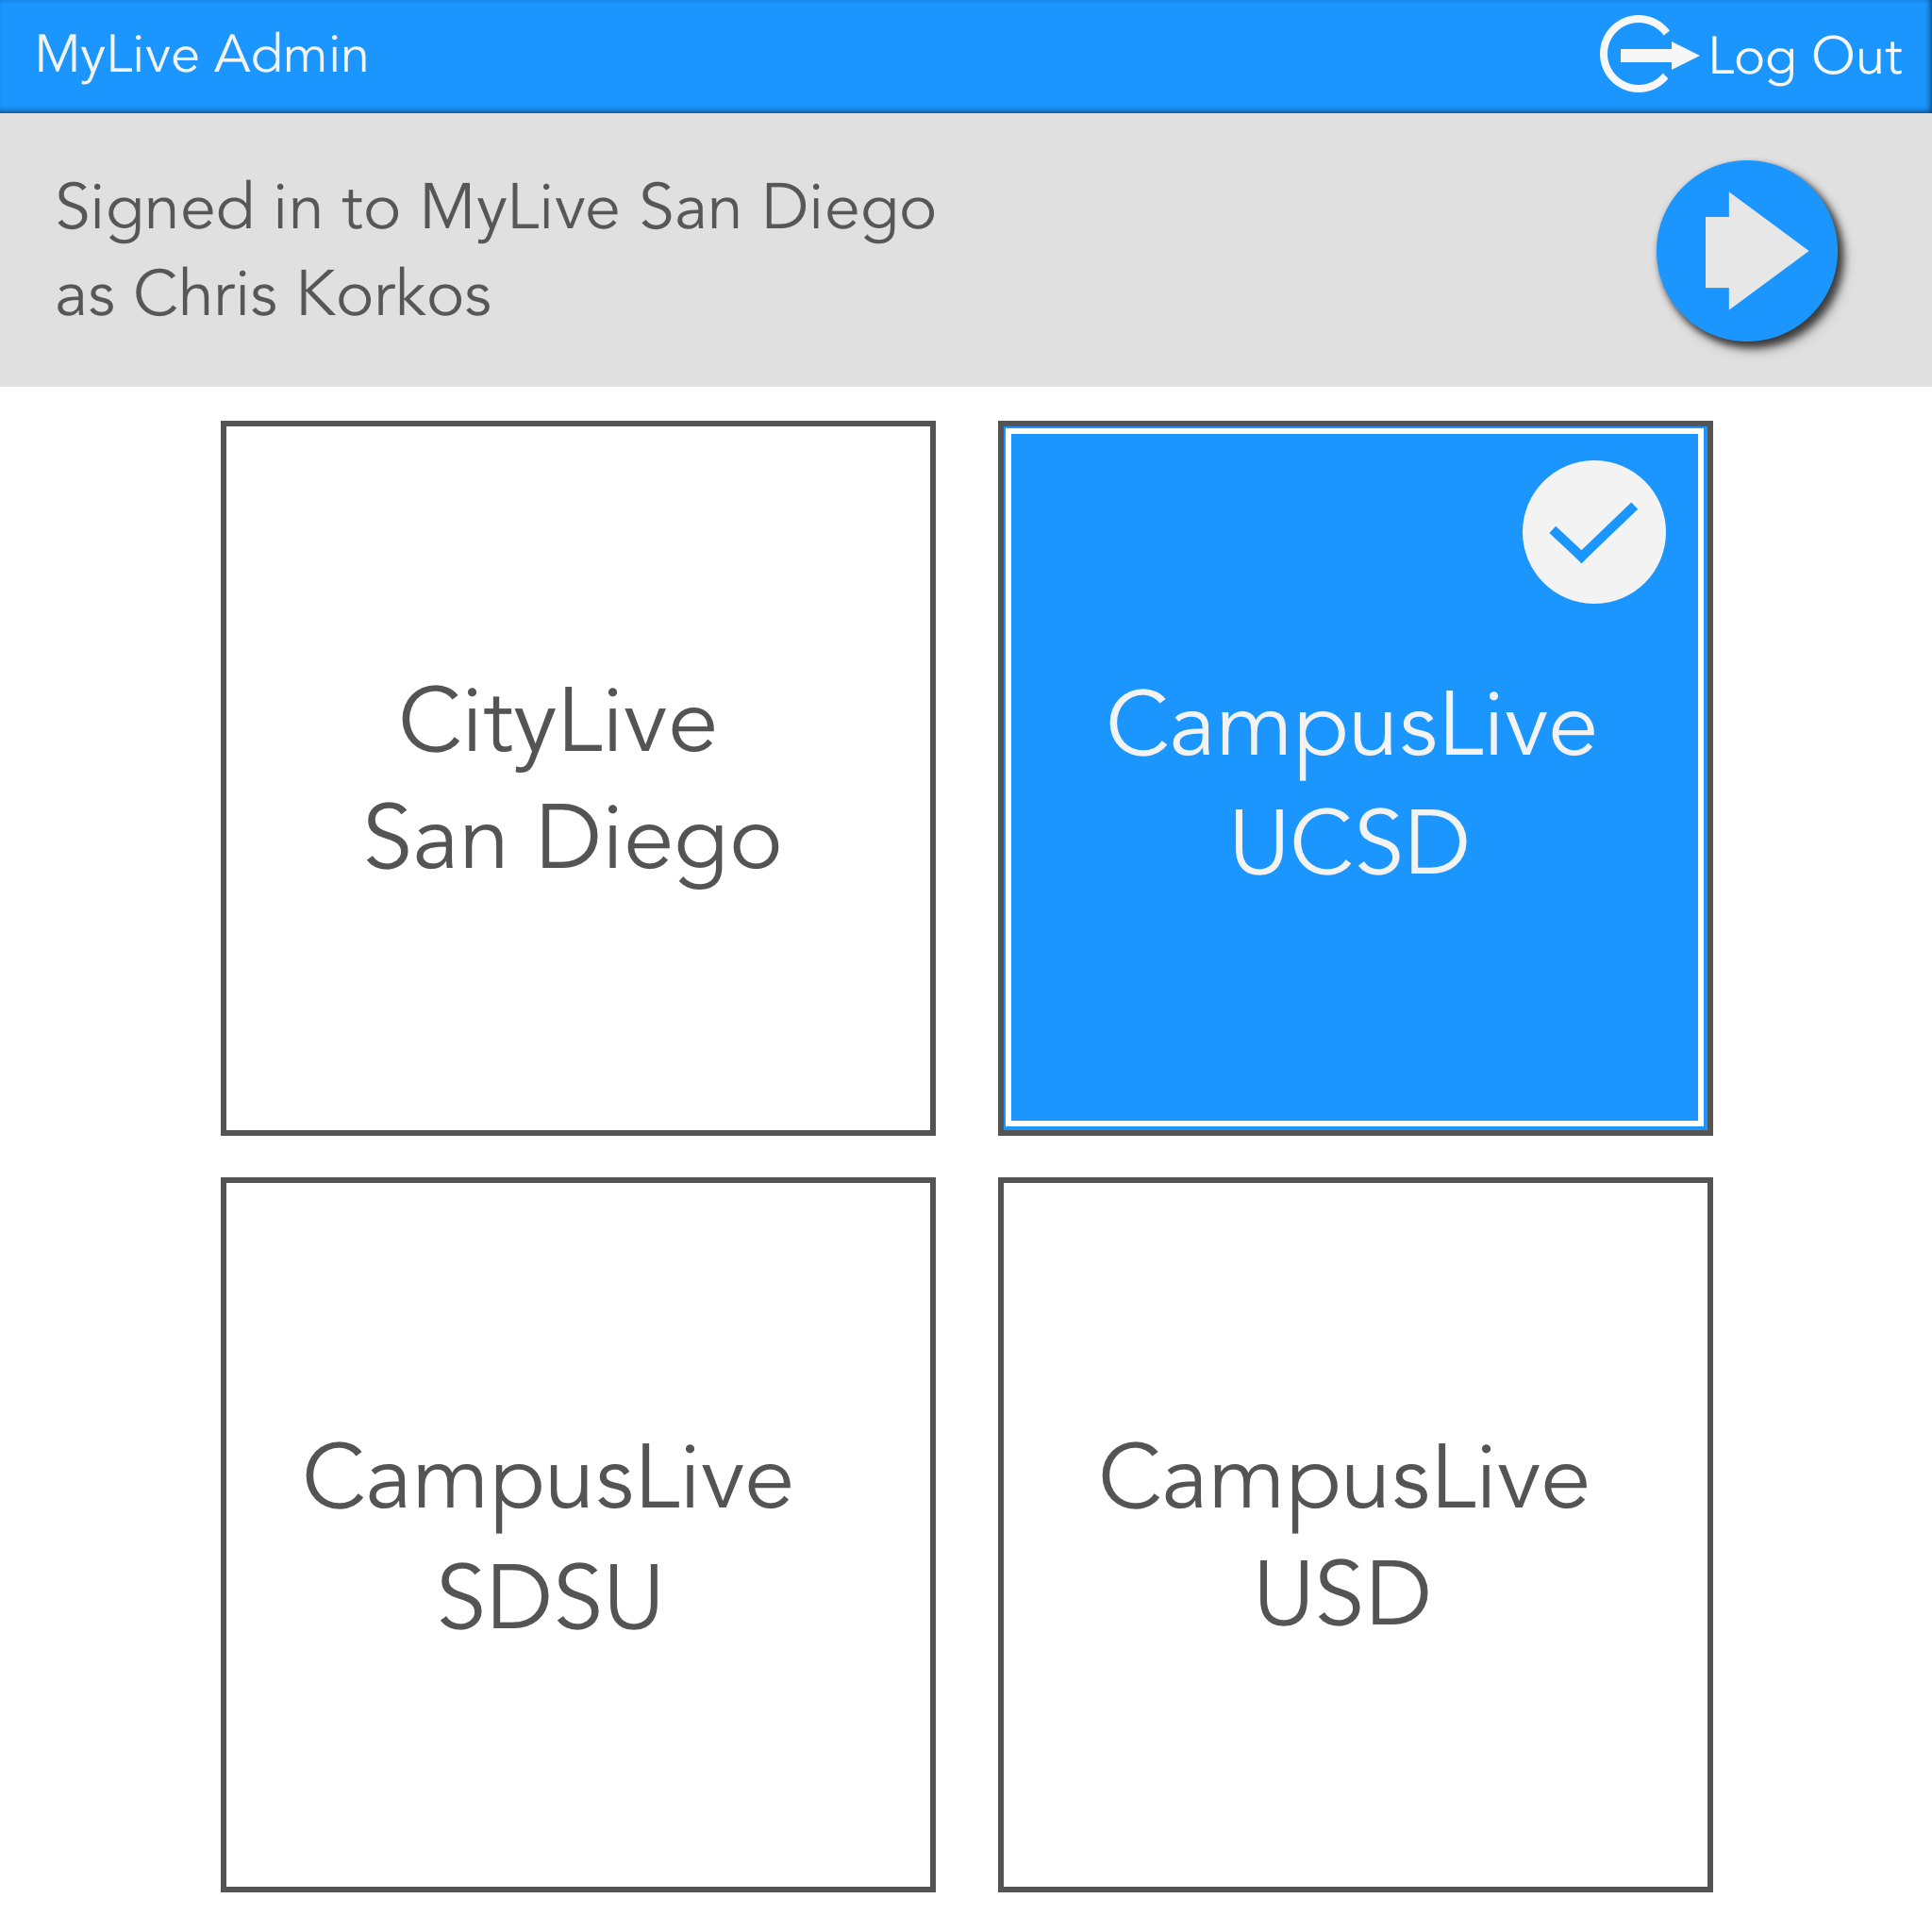 MyLive Admin
Log Out
Signed in to MyLive San Diego
as Chris Korkos
CityLive
San Diego
CampusLive
UCSD
CampusLive
SDSU
CampusLive
USD